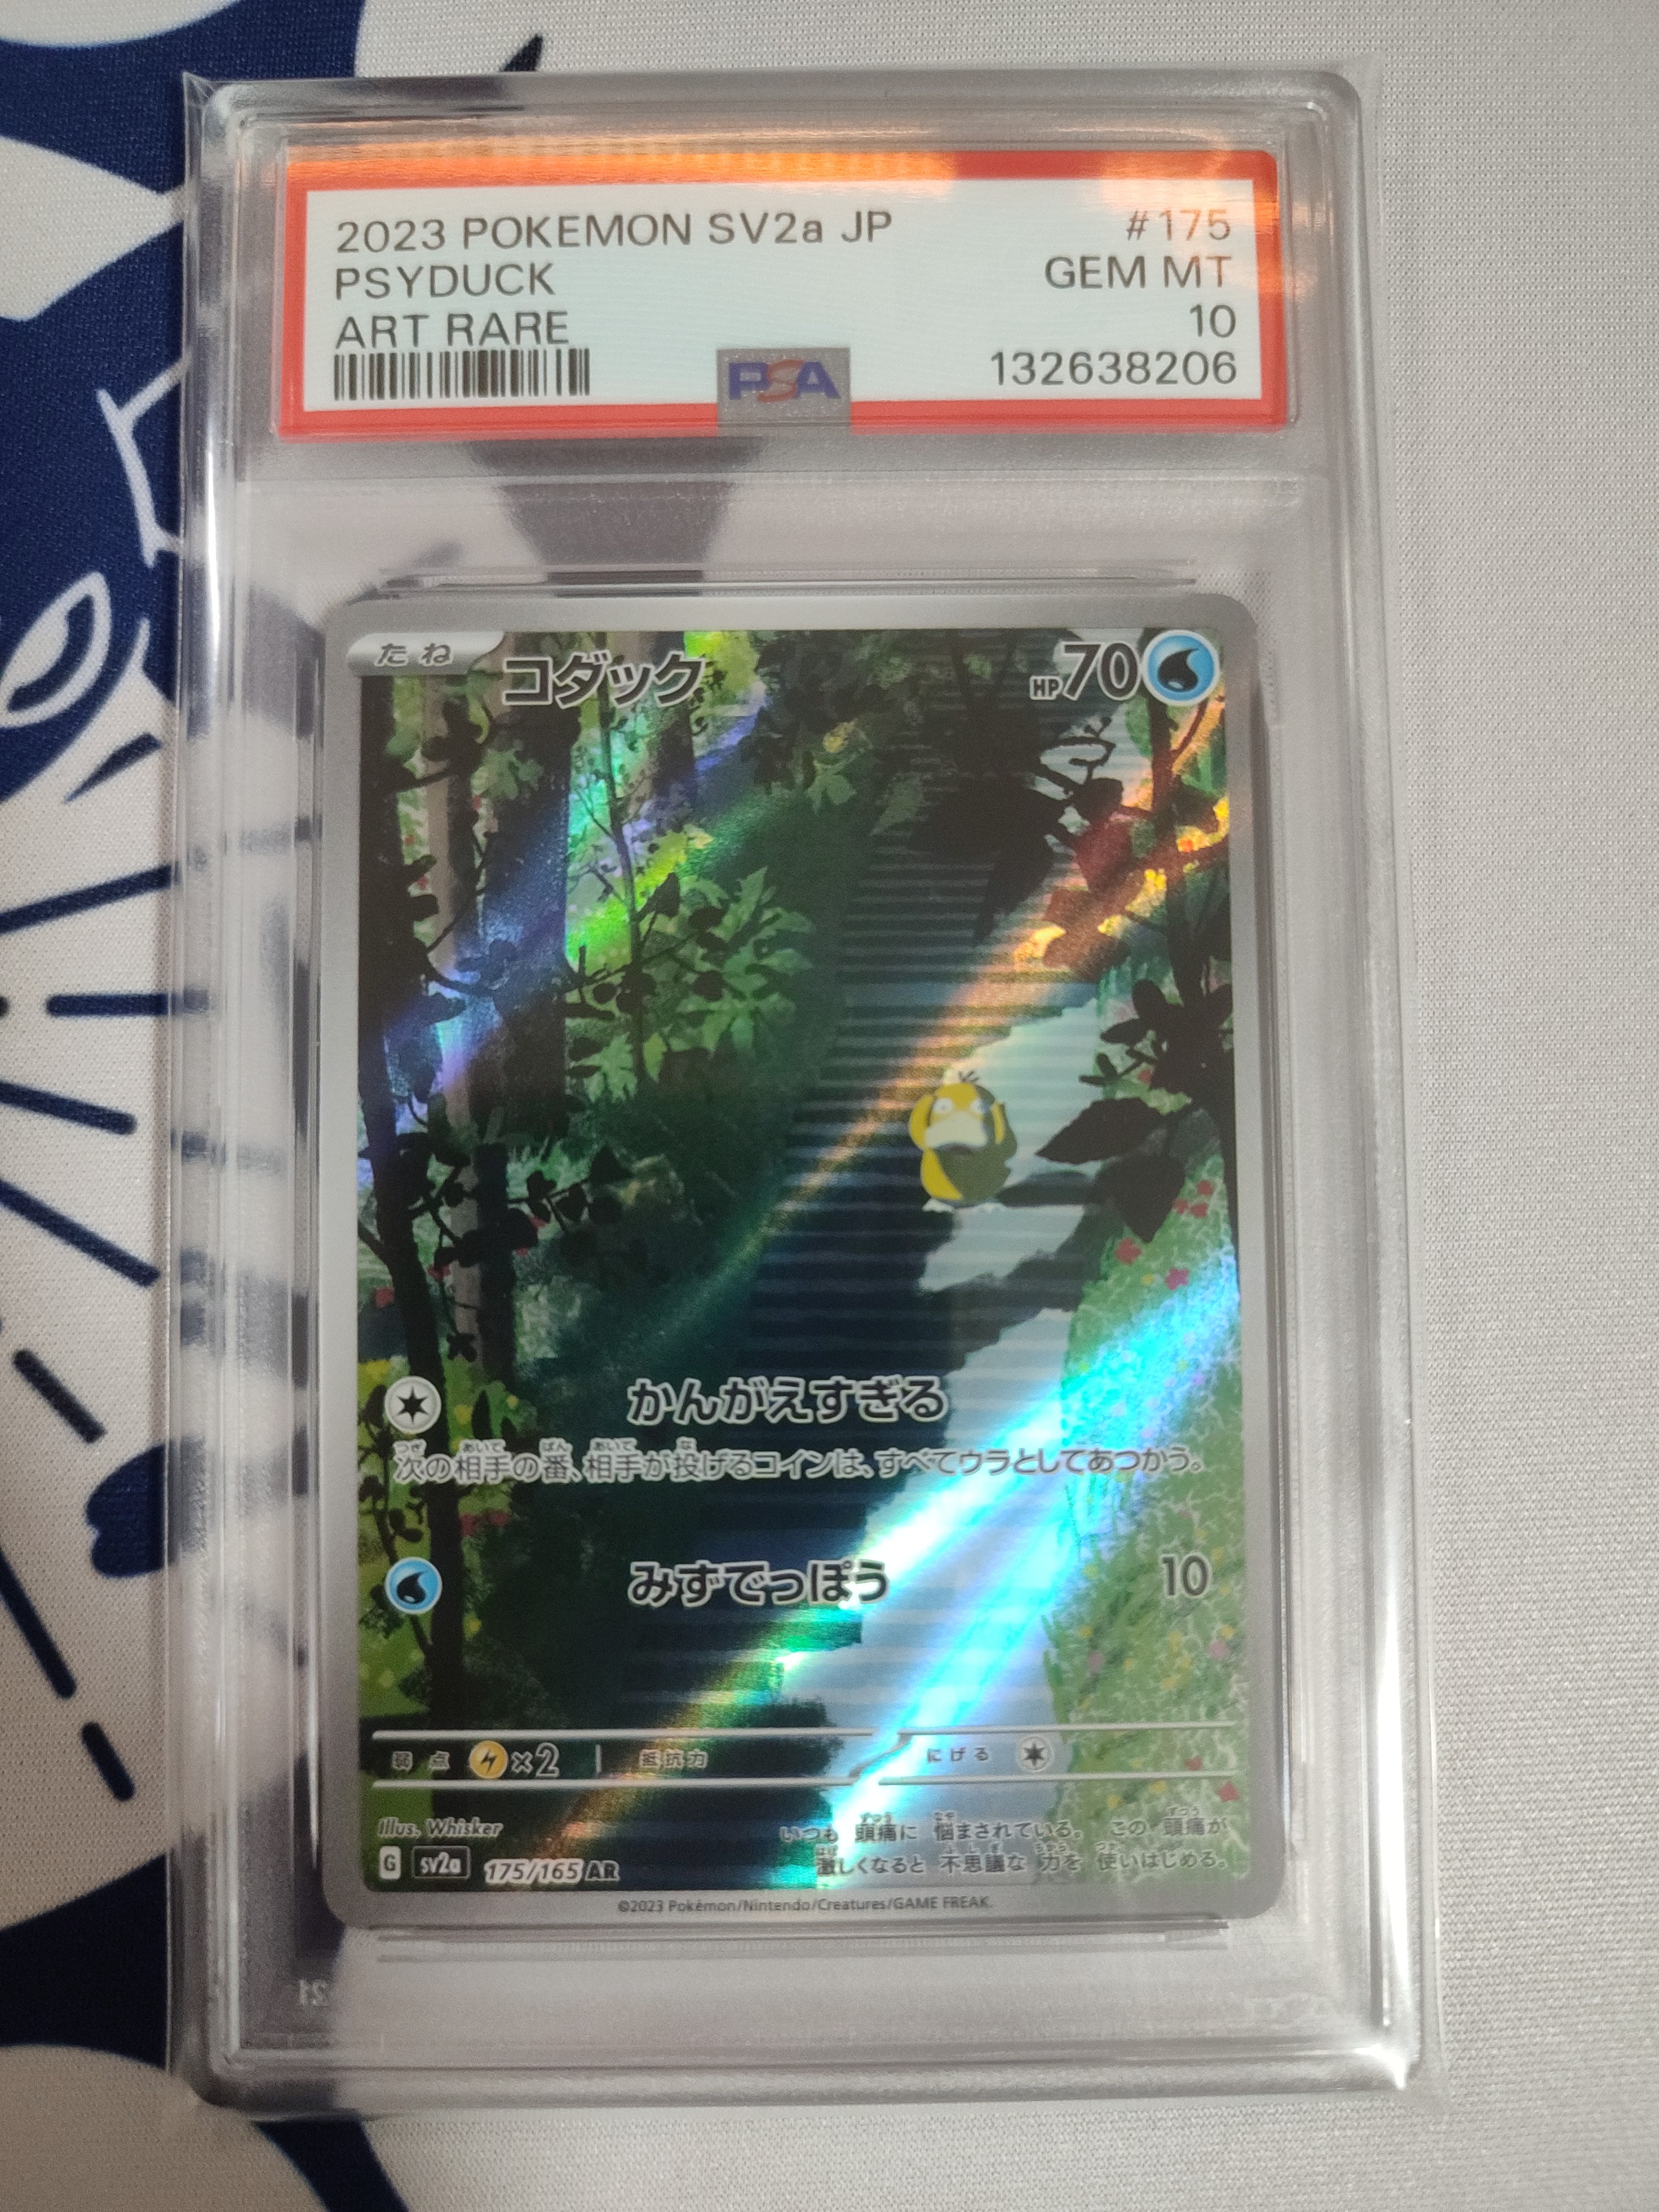 2023 POKEMON SV2a JP #175
PSYDUCK GEM MT
ART RARE 10
PSA 132638206
たね コダック HP70
かんがえすぎる
次の相手の番、相手が投げるコインは、すべてウラとしてあつかう。
みずでっぽう 10
弱点 ×2 抵抗力 にげる
Illus. Whisker
いつも 頭痛に 悩まされている。 この 頭痛が
激しくなると 不思議な 力を 使いはじめる。
G sv2a 175/165 AR
©2023 Pokémon/Nintendo/Creatures/GAME FREAK.